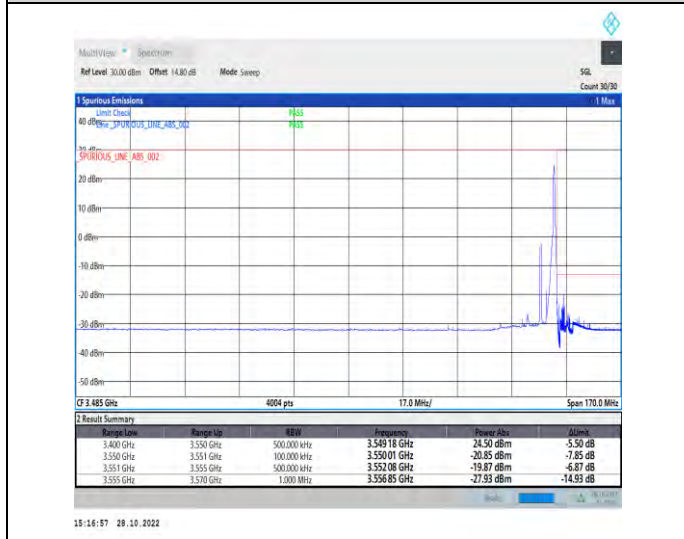 MultiView Spectrum
Ref Level 30.00 dBm Offset 14.80 dB Mode Sweep SGL
Count 30/30
1 Spurious Emissions 1 Max
Limit Check PASS
40 dBm Line _SPURIOUS_LINE_ABS_002 PASS
_SPURIOUS_LINE_ABS_002
20 dBm
10 dBm
0 dBm
-10 dBm
-20 dBm
-30 dBm
-40 dBm
-50 dBm
CF 3.485 GHz 4004 pts 17.0 MHz/ Span 170.0 MHz
2 Result Summary
Range Low Range Up RBW Frequency Power Abs ΔLimit
3.400 GHz 3.550 GHz 500.000 kHz 3.549 18 GHz 24.50 dBm -5.50 dB
3.550 GHz 3.551 GHz 100.000 kHz 3.550 01 GHz -20.85 dBm -7.85 dB
3.551 GHz 3.555 GHz 500.000 kHz 3.552 08 GHz -19.87 dBm -6.87 dB
3.555 GHz 3.570 GHz 1.000 MHz 3.556 85 GHz -27.93 dBm -14.93 dB
15:16:57 28.10.2022